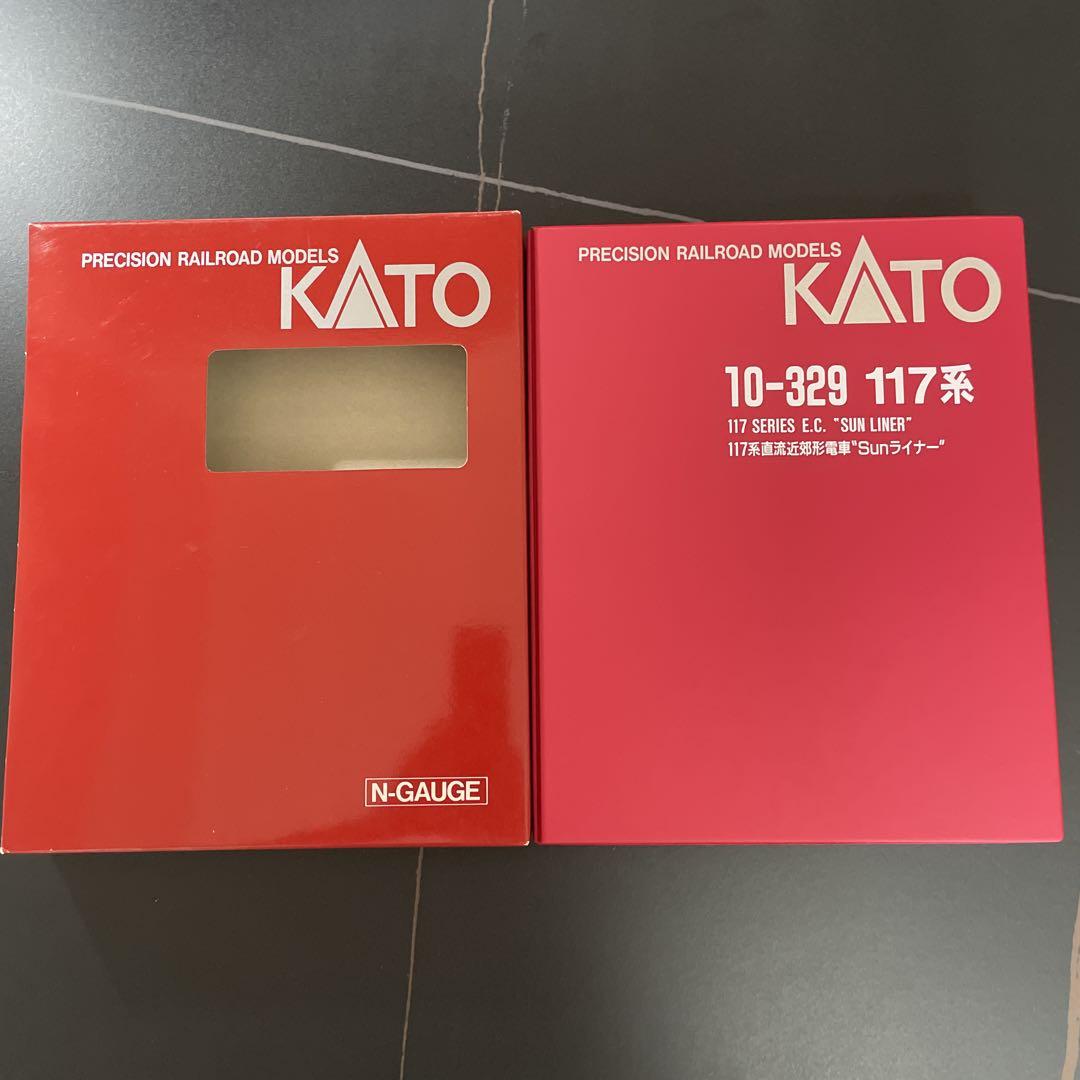 PRECISION RAILROAD MODELS
KATO
N-GAUGE
PRECISION RAILROAD MODELS
KATO
10-329 117系
117 SERIES E.C. "SUN LINER"
117系直流近郊形電車"Sunライナー"